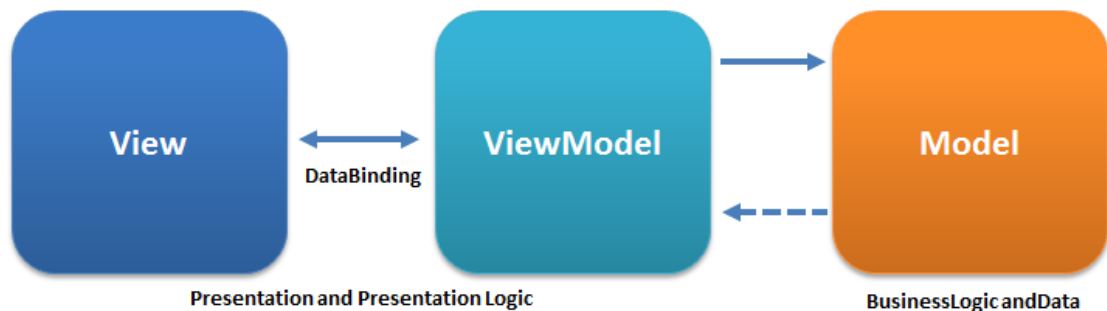 View
ViewModel
Model
DataBinding
Presentation and Presentation Logic
BusinessLogic andData